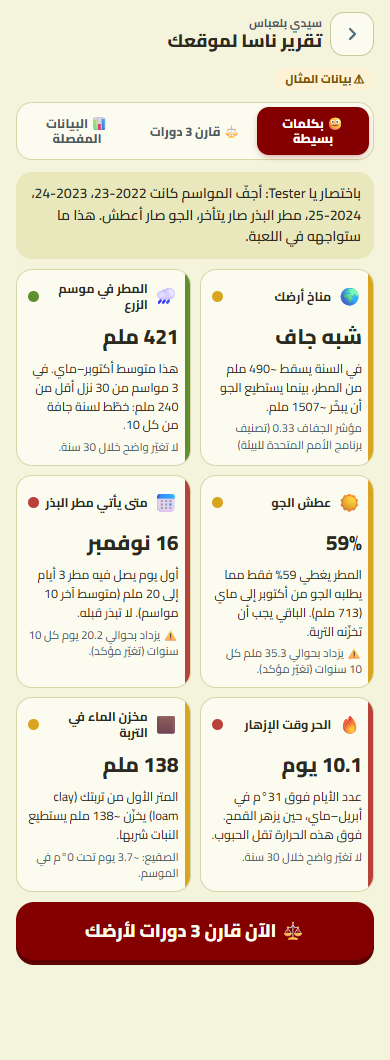 سيدي بلعباس
تقرير ناسا لموقعك
⚠ بيانات المثال
بكلمات
بسيطة
قارن 3 دورات
البيانات
المفصلة
باختصار يا Tester: أجفّ المواسم كانت 2022-23، 2023-24،
2024-25، مطر البذر صار يتأخر، الجو صار أعطش. هذا ما
ستواجهه في اللعبة.
مناخ أرضك
شبه جاف
في السنة يسقط ~490 ملم
من المطر، بينما يستطيع الجو
أن يبخّر ~1507 ملم.
مؤشر الجفاف 0.33 (تصنيف
برنامج الأمم المتحدة للبيئة)
المطر في موسم
الزرع
421 ملم
هذا متوسط أكتوبر–ماي. في
3 مواسم من 30 نزل أقل من
240 ملم: خطّط لسنة جافة
من كل 10.
لا تغيّر واضح خلال 30 سنة.
عطش الجو
59%
المطر يغطي 59% فقط مما
يطلبه الجو من أكتوبر إلى ماي
(713 ملم). الباقي يجب أن
تخزّنه التربة.
⚠ يزداد بحوالي 35.3 ملم كل
10 سنوات (تغيّر مؤكد).
متى يأتي مطر البذر
16 نوفمبر
أول يوم يصل فيه مطر 3 أيام
إلى 20 ملم (متوسط آخر 10
مواسم). لا تبذر قبله.
⚠ يزداد بحوالي 20.2 يوم كل 10
سنوات (تغيّر مؤكد).
الحر وقت الإزهار
10.1 يوم
عدد الأيام فوق 31°م في
أبريل–ماي، حين يزهر القمح.
فوق هذه الحرارة تقل الحبوب.
لا تغيّر واضح خلال 30 سنة.
مخزن الماء في
التربة
138 ملم
المتر الأول من تربتك (clay
loam) يخزّن ~138 ملم يستطيع
النبات شربها.
الصقيع: ~3.7 يوم تحت 0°م في
الموسم.
الآن قارن 3 دورات لأرضك